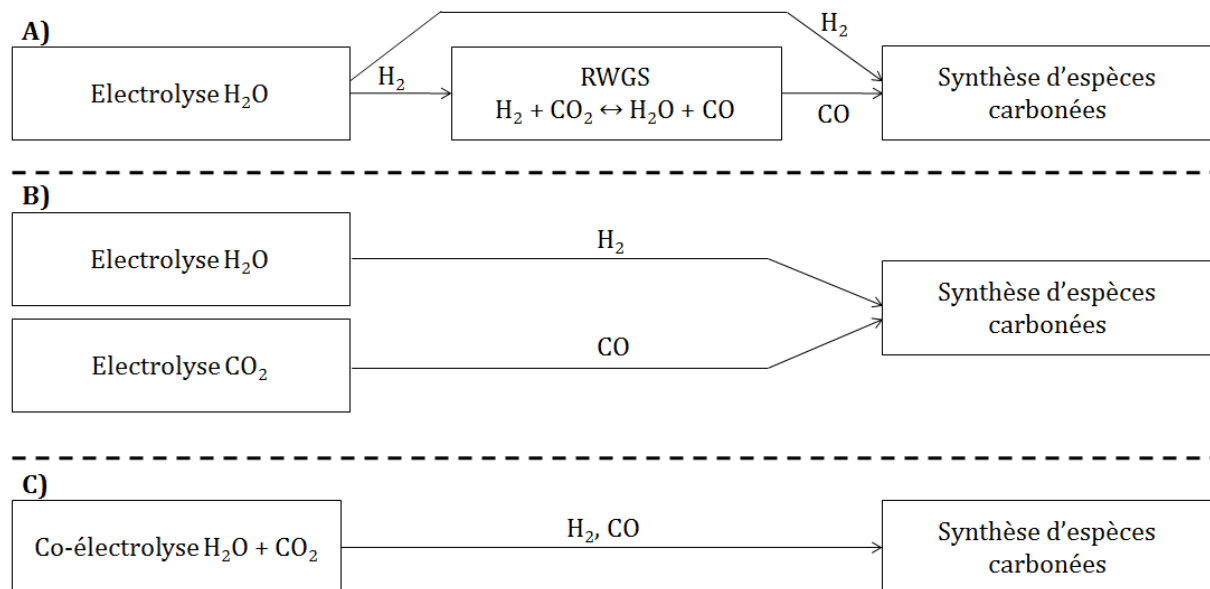 A)
Electrolyse H₂O
H₂
RWGS
H₂ + CO₂ ↔ H₂O + CO
H₂
CO
Synthèse d'espèces
carbonées
B)
Electrolyse H₂O
H₂
Electrolyse CO₂
CO
Synthèse d'espèces
carbonées
C)
Co-électrolyse H₂O + CO₂
H₂, CO
Synthèse d'espèces
carbonées